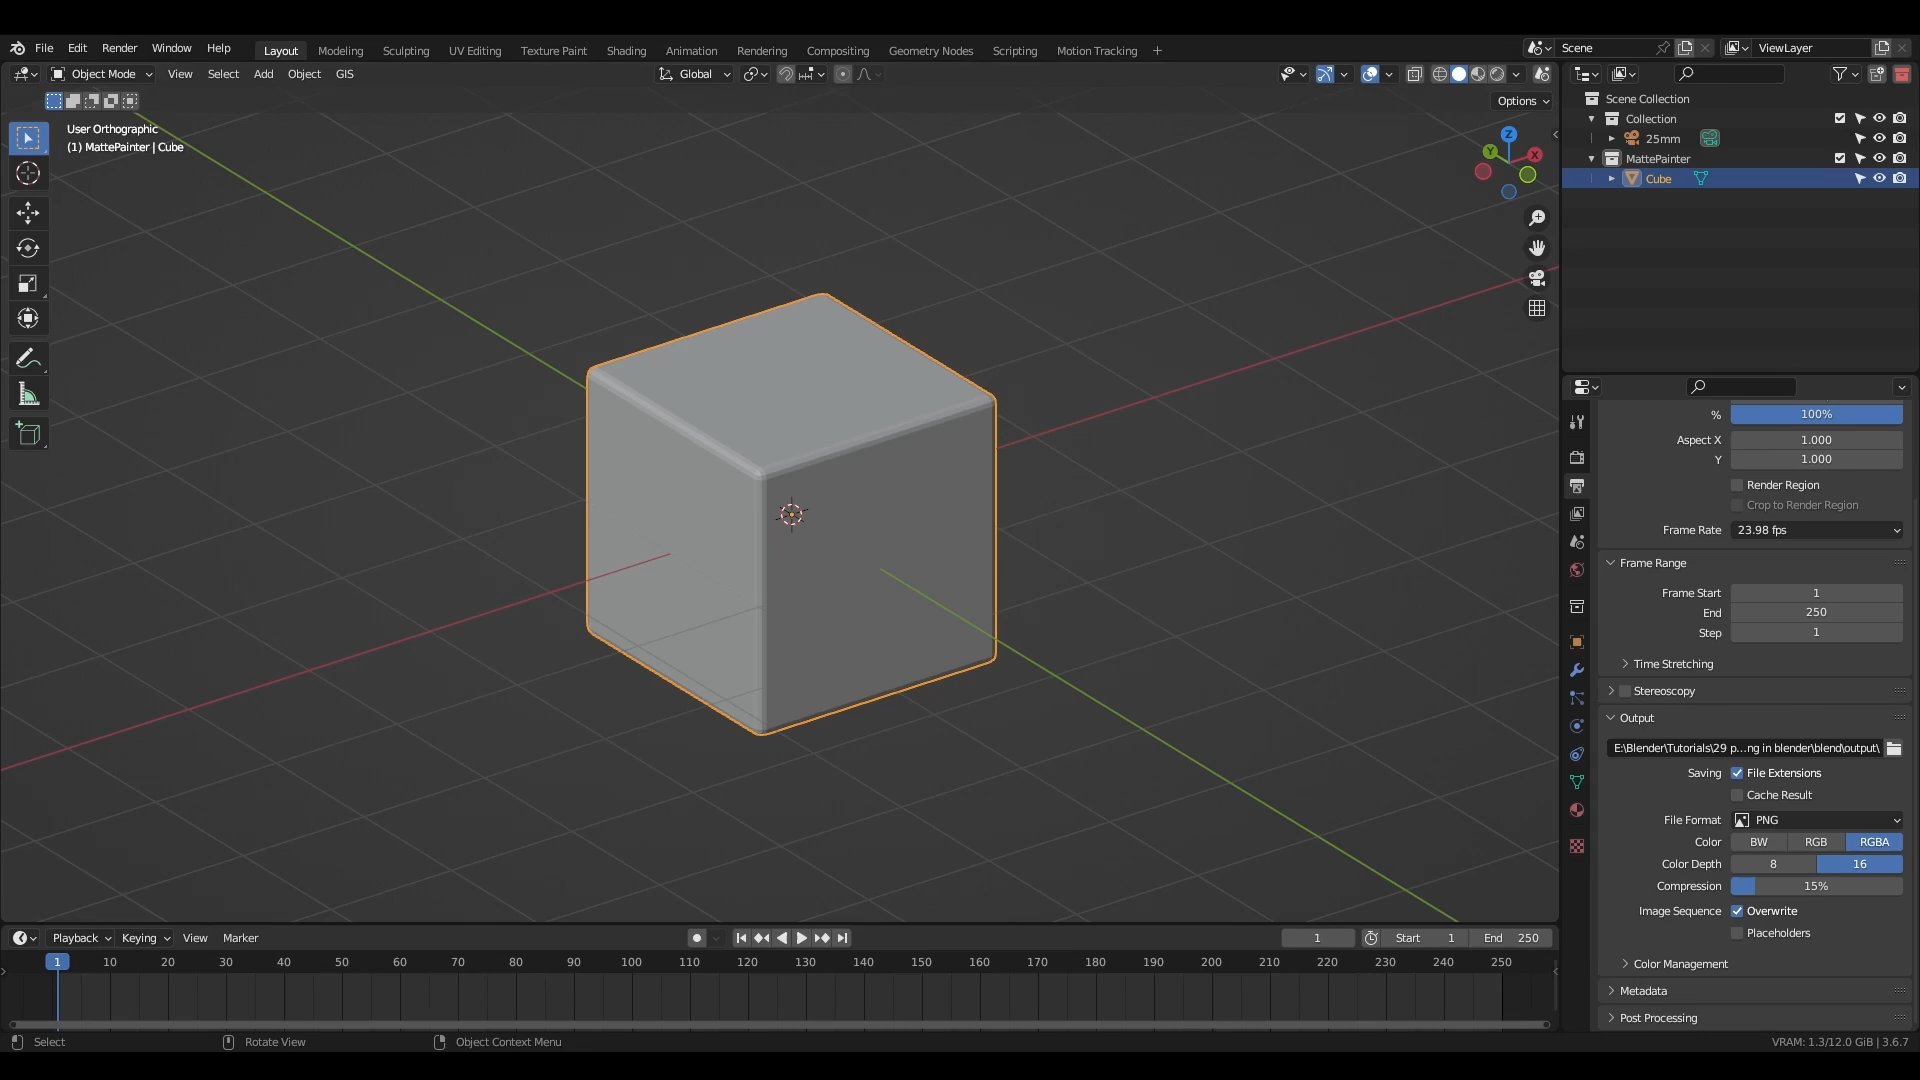 File Edit Render Window Help Layout Modeling Sculpting UV Editing Texture Paint Shading Animation Rendering Compositing Geometry Nodes Scripting Motion Tracking + Scene ViewLayer
Object Mode View Select Add Object GIS Global
Options
User Orthographic
(1) MattePainter | Cube
Z
Y
X
Scene Collection
Collection
25mm
MattePainter
Cube
% 100%
Aspect X 1.000
Y 1.000
Render Region
Crop to Render Region
Frame Rate 23.98 fps
Frame Range
Frame Start 1
End 250
Step 1
Time Stretching
Stereoscopy
Output
E:\Blender\Tutorials\29 p...ng in blender\blend\output\
Saving File Extensions
Cache Result
File Format PNG
Color BW RGB RGBA
Color Depth 8 16
Compression 15%
Image Sequence Overwrite
Placeholders
Color Management
Metadata
Post Processing
Playback Keying View Marker 1 Start 1 End 250
1 10 20 30 40 50 60 70 80 90 100 110 120 130 140 150 160 170 180 190 200 210 220 230 240 250
Select Rotate View Object Context Menu VRAM: 1.3/12.0 GiB | 3.6.7